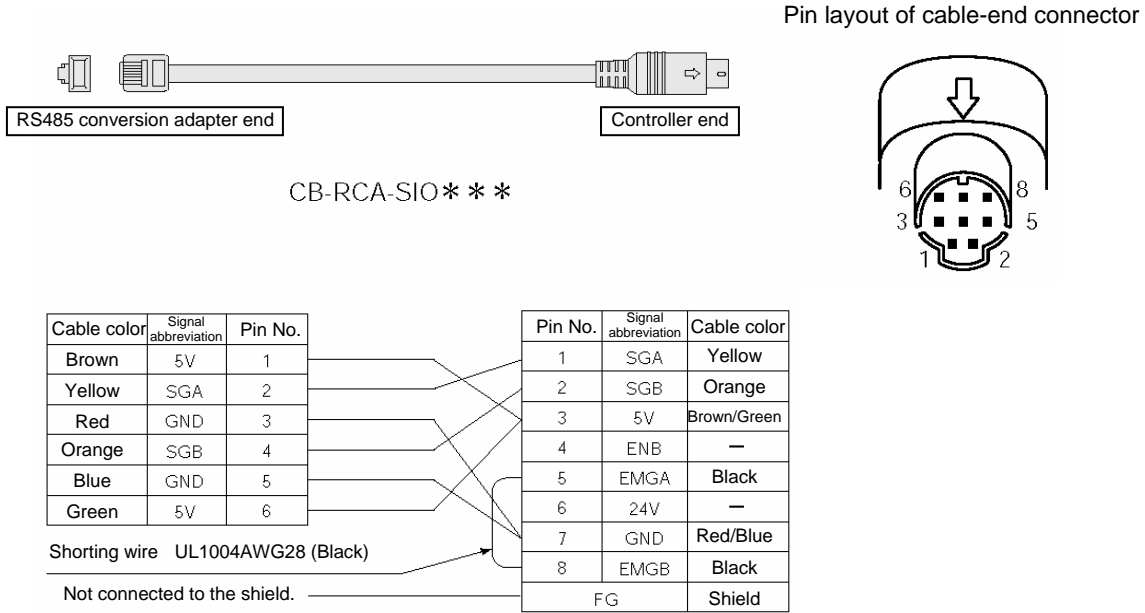 Pin layout of cable-end connector
RS485 conversion adapter end
Controller end
CB-RCA-SIO＊＊＊
6 8
3 5
1 2
Cable color Signal abbreviation Pin No.
Brown 5V 1
Yellow SGA 2
Red GND 3
Orange SGB 4
Blue GND 5
Green 5V 6
Shorting wire UL1004AWG28 (Black)
Not connected to the shield.
Pin No. Signal abbreviation Cable color
1 SGA Yellow
2 SGB Orange
3 5V Brown/Green
4 ENB –
5 EMGA Black
6 24V –
7 GND Red/Blue
8 EMGB Black
FG Shield